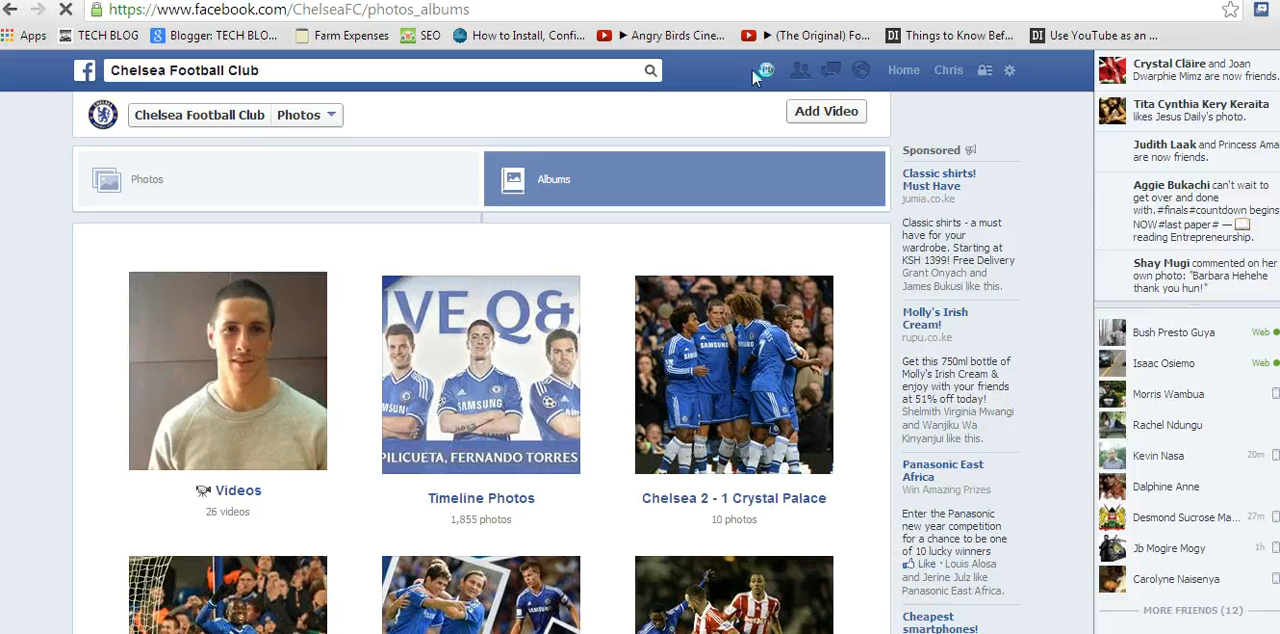 https://www.facebook.com/ChelseaFC/photos_albums
Apps
TECH BLOG
Blogger: TECH BLO...
Farm Expenses
SEO
How to Install, Confi...
► Angry Birds Cine...
► (The Original) Fo...
Things to Know Bef...
Use YouTube as an ...
Chelsea Football Club
Home
Chris
Chelsea Football Club
Photos
Add Video
Photos
Albums
IVE Q&
SAMSUNG
PILICUETA, FERNANDO TORRES
SAMSUNG
Videos
26 videos
Timeline Photos
1,855 photos
Chelsea 2 - 1 Crystal Palace
10 photos
Sponsored
Classic shirts!
Must Have
jumia.co.ke
Classic shirts - a must
have for your
wardrobe. Starting at
KSH 1399! Free Delivery
Grant Onyach and
James Bukusi like this.
Molly's Irish
Cream!
rupu.co.ke
Get this 750ml bottle of
Molly's Irish Cream &
enjoy with your friends
at 51% off today!
Shelmith Virginia Mwangi
and Wanjiku Wa
Kinyanjui like this.
Panasonic East
Africa
Win Amazing Prizes
Enter the Panasonic
new year competition
for a chance to be one
of 10 lucky winners
Like · Louis Alosa
and Jerine Julz like
Panasonic East Africa.
Cheapest
smartphones!
Crystal Claire and Joan
Dwarphie Mimz are now friends.
Tita Cynthia Kery Keraita
likes Jesus Daily's photo.
Judith Laak and Princess Ama
are now friends.
Aggie Bukachi can't wait to
get over and done
with.#finals#countdown begins
NOW#last paper# —
reading Entrepreneurship.
Shay Mugi commented on her
own photo: "Barbara Hehehe
thank you hun!"
Bush Presto Guya
Web
Isaac Osiemo
Web
Morris Wambua
Rachel Ndungu
Kevin Nasa
20m
Dalphine Anne
Desmond Sucrose Ma...
27m
Jb Mogire Mogy
1h
Carolyne Naisenya
MORE FRIENDS (12)